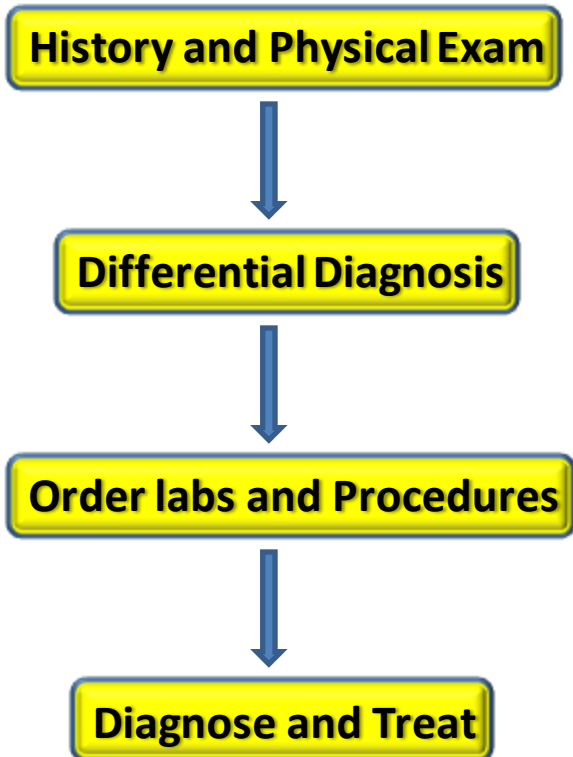 History and Physical Exam
Differential Diagnosis
Order labs and Procedures
Diagnose and Treat